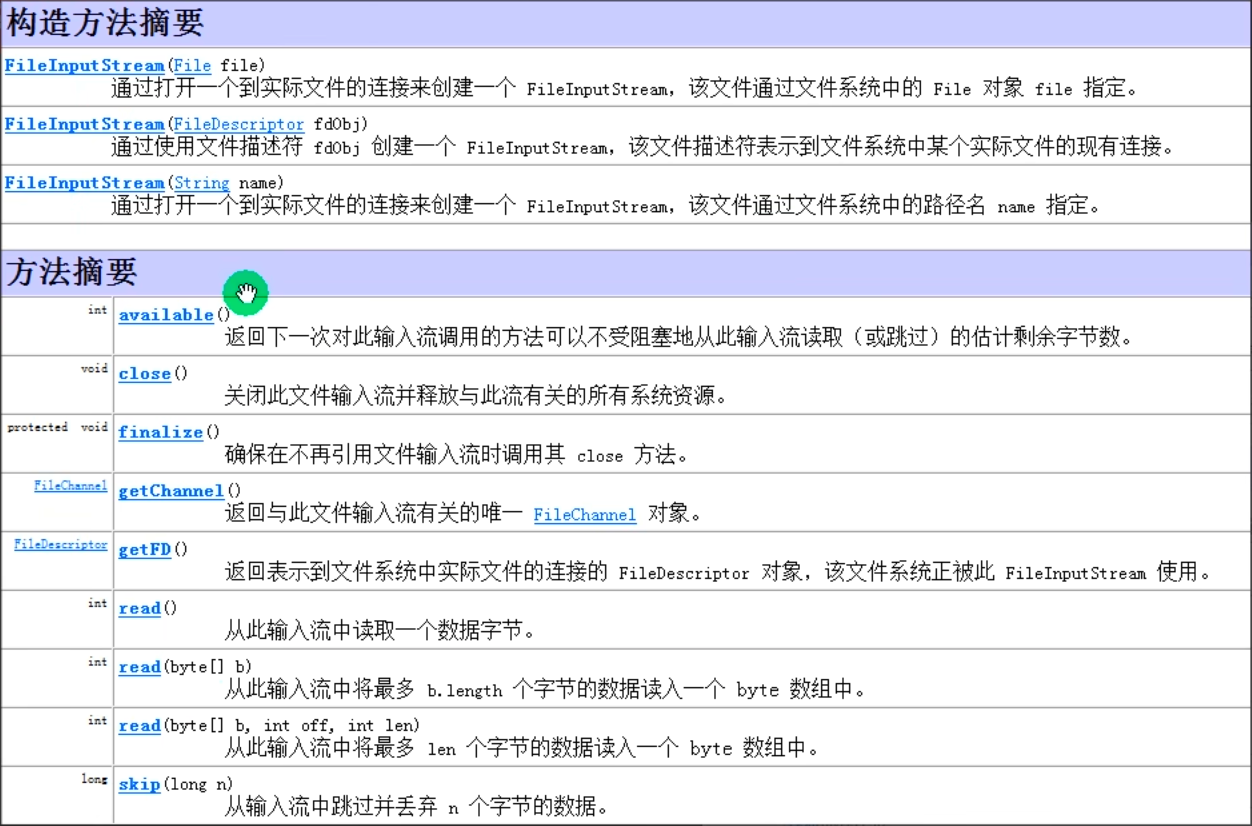 构造方法摘要
FileInputStream(File file)
通过打开一个到实际文件的连接来创建一个 FileInputStream，该文件通过文件系统中的 File 对象 file 指定。
FileInputStream(FileDescriptor fdObj)
通过使用文件描述符 fdObj 创建一个 FileInputStream，该文件描述符表示到文件系统中某个实际文件的现有连接。
FileInputStream(String name)
通过打开一个到实际文件的连接来创建一个 FileInputStream，该文件通过文件系统中的路径名 name 指定。
方法摘要
int available()
返回下一次对此输入流调用的方法可以不受阻塞地从此输入流读取（或跳过）的估计剩余字节数。
void close()
关闭此文件输入流并释放与此流有关的所有系统资源。
protected void finalize()
确保在不再引用文件输入流时调用其 close 方法。
FileChannel getChannel()
返回与此文件输入流有关的唯一 FileChannel 对象。
FileDescriptor getFD()
返回表示到文件系统中实际文件的连接的 FileDescriptor 对象，该文件系统正被此 FileInputStream 使用。
int read()
从此输入流中读取一个数据字节。
int read(byte[] b)
从此输入流中将最多 b.length 个字节的数据读入一个 byte 数组中。
int read(byte[] b, int off, int len)
从此输入流中将最多 len 个字节的数据读入一个 byte 数组中。
long skip(long n)
从输入流中跳过并丢弃 n 个字节的数据。